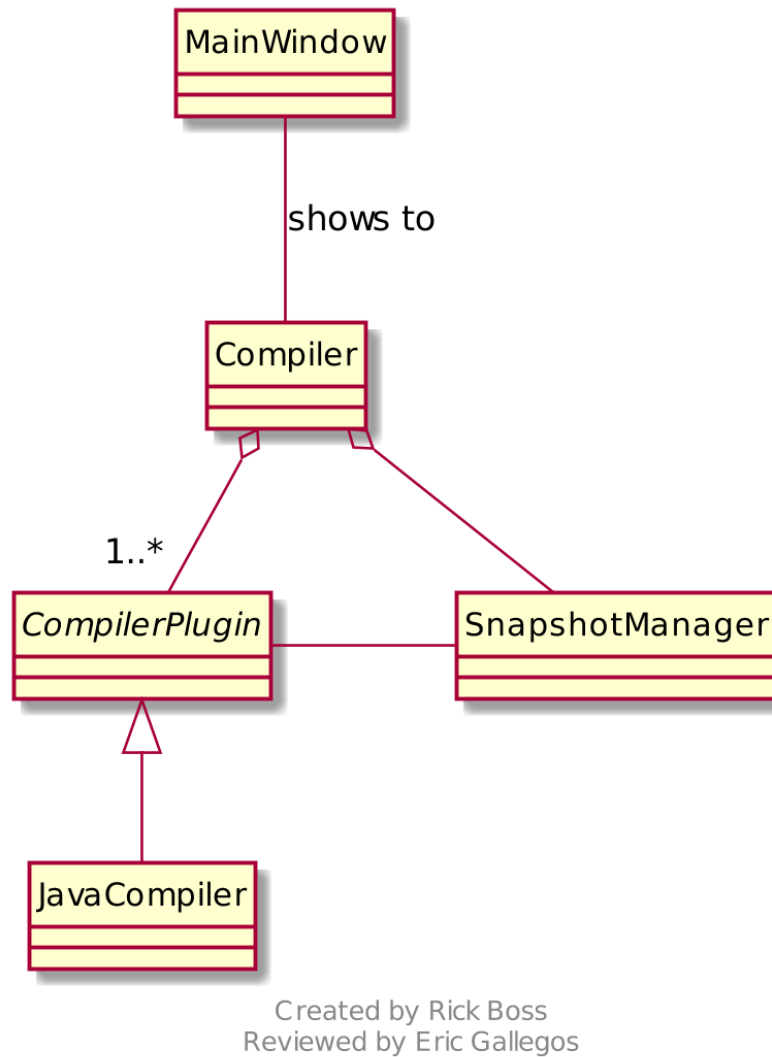 MainWindow
shows to
Compiler
1..*
CompilerPlugin
SnapshotManager
JavaCompiler
Created by Rick Boss
Reviewed by Eric Gallegos